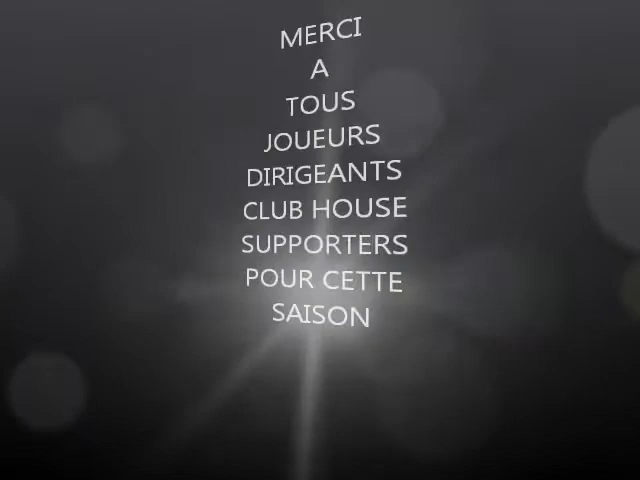 MERCI
A
TOUS
JOUEURS
DIRIGEANTS
CLUB HOUSE
SUPPORTERS
POUR CETTE
SAISON